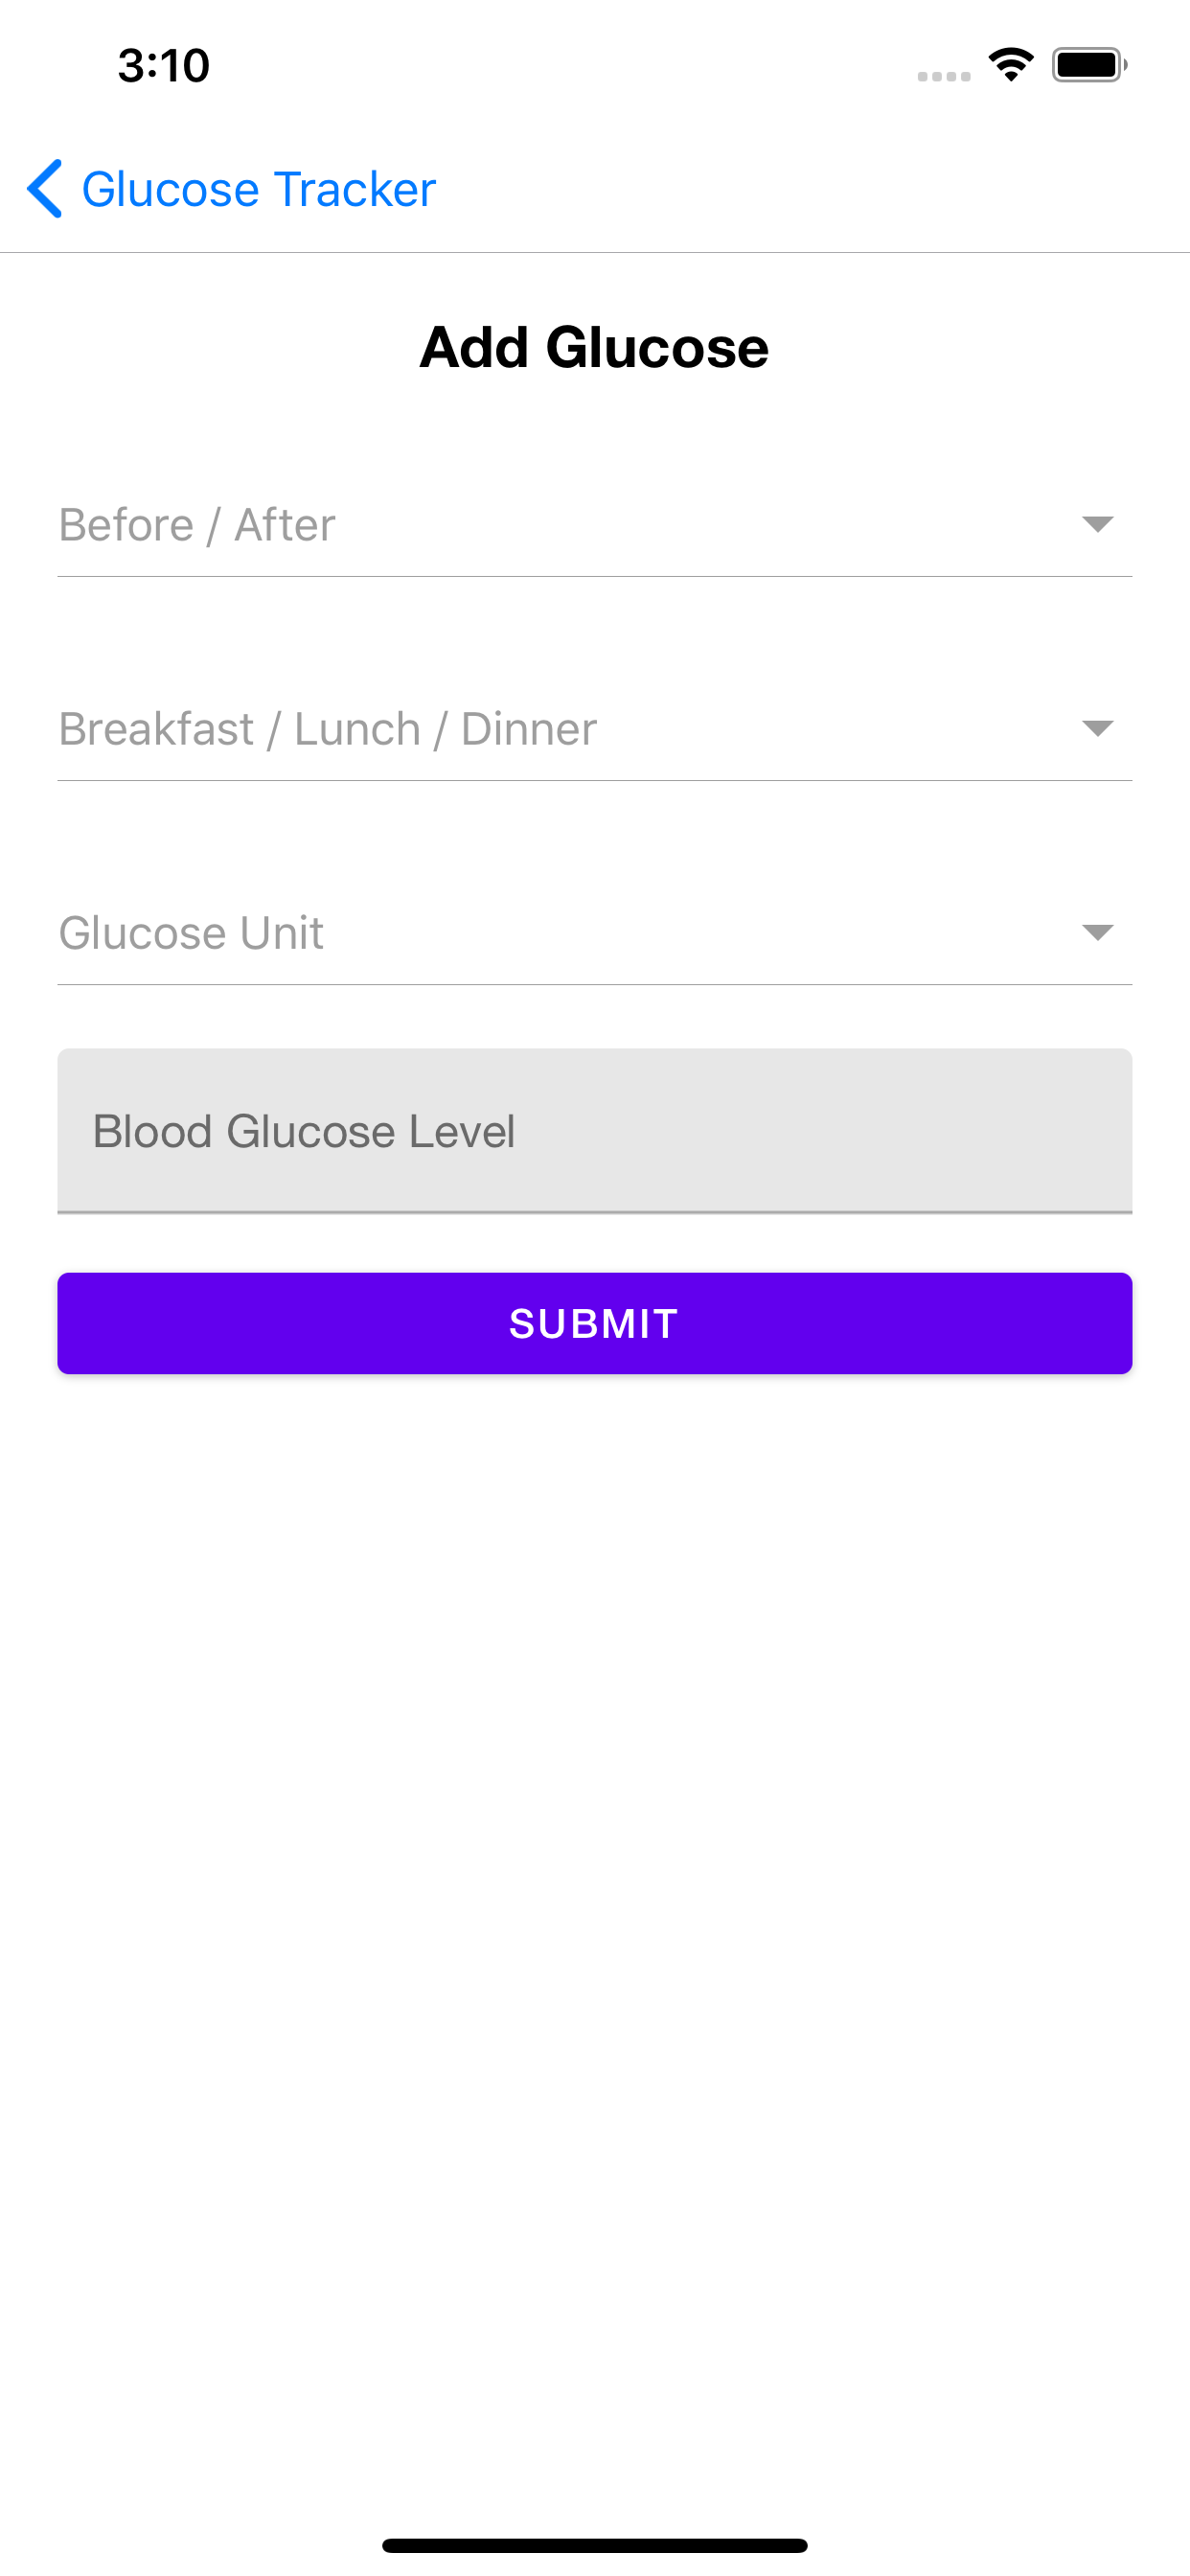 3:10
Glucose Tracker
Add Glucose
Before / After
Breakfast / Lunch / Dinner
Glucose Unit
Blood Glucose Level
SUBMIT